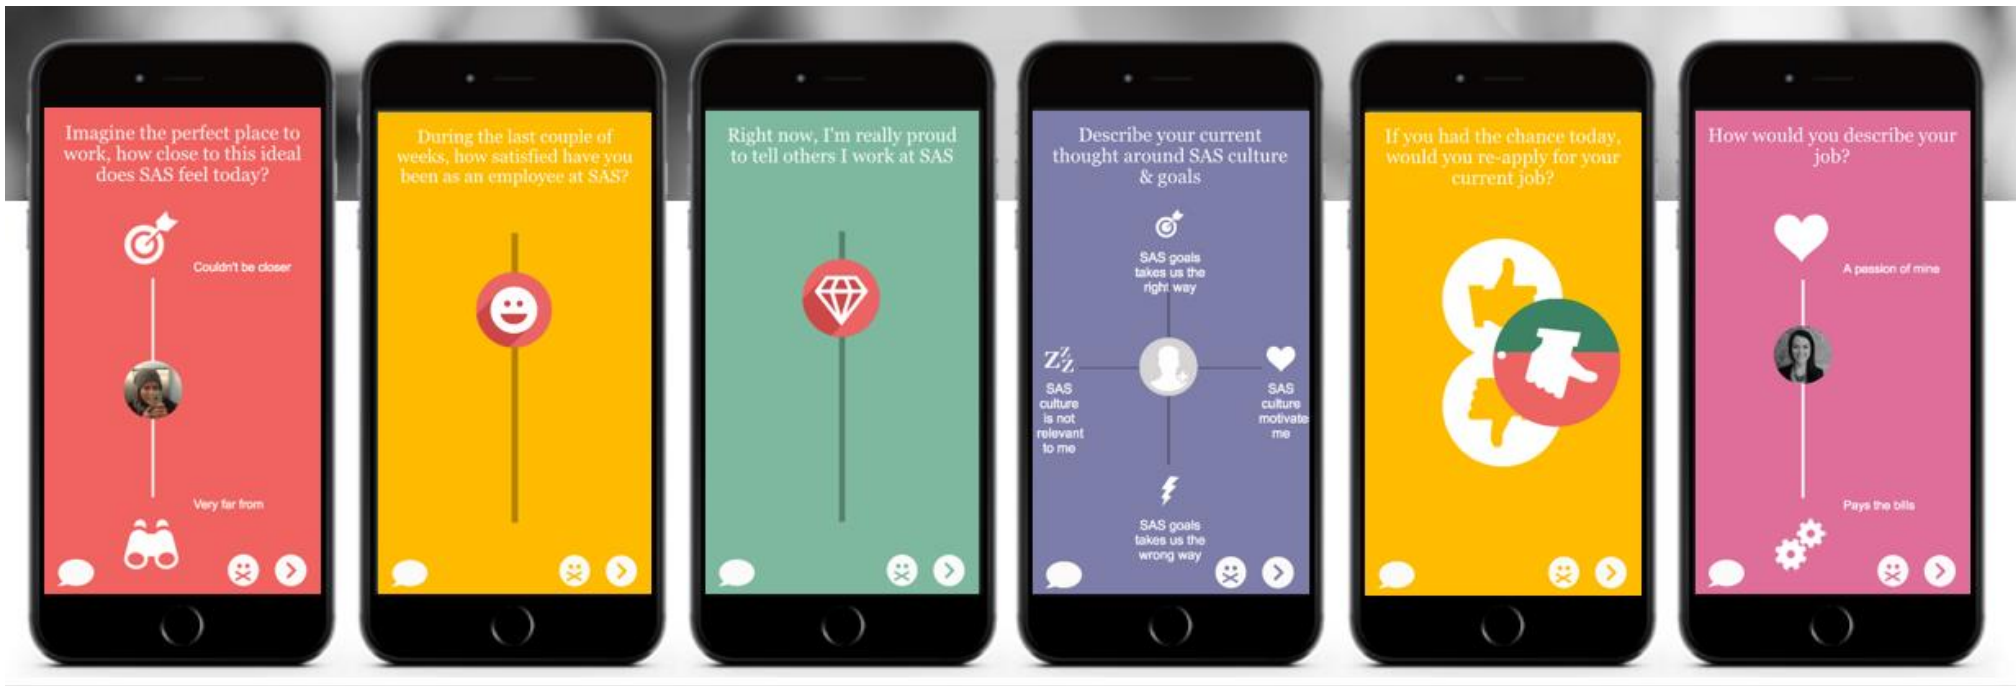 Imagine the perfect place to
work, how close to this ideal
does SAS feel today?
Couldn't be closer
Very far from
During the last couple of
weeks, how satisfied have you
been as an employee at SAS?
Right now, I'm really proud
to tell others I work at SAS
Describe your current
thought around SAS culture
& goals
SAS goals
takes us the
right way
zZZ
SAS
culture
is not
relevant
to me
SAS
culture
motivate
me
SAS goals
takes us the
wrong way
If you had the chance today,
would you re-apply for your
current job?
How would you describe your
job?
A passion of mine
Pays the bills